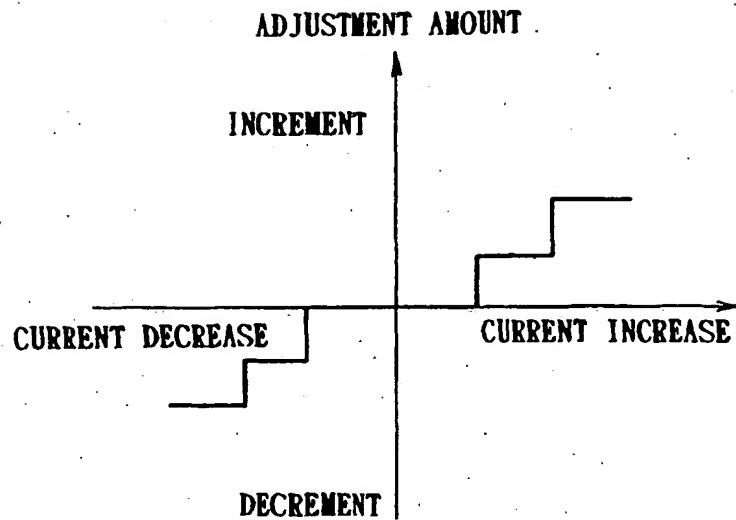 ADJUSTMENT AMOUNT
INCREMENT
CURRENT DECREASE
CURRENT INCREASE
DECREMENT